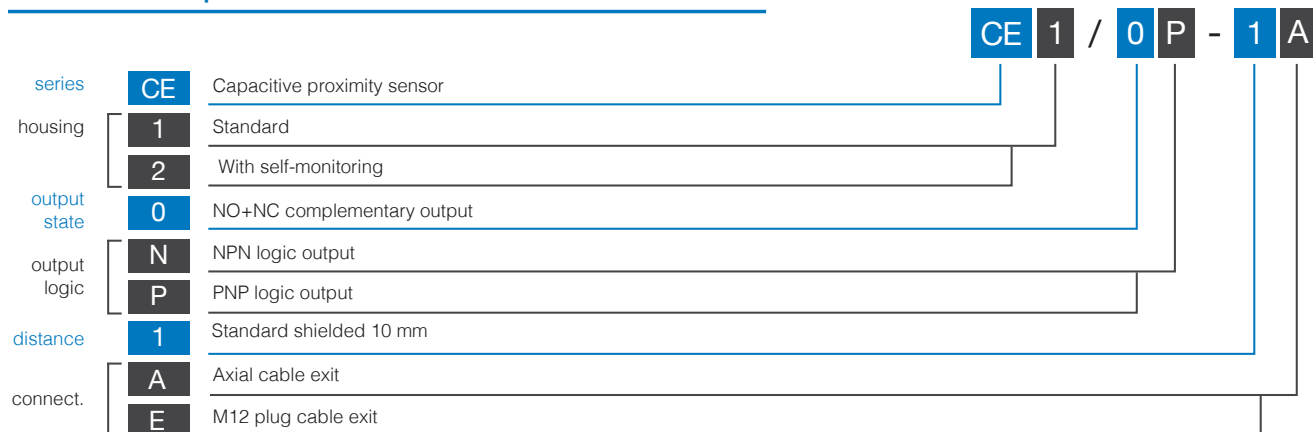 CE 1 / 0 P - 1 A
series CE Capacitive proximity sensor
housing 1 Standard
2 With self-monitoring
output state 0 NO+NC complementary output
output logic N NPN logic output
P PNP logic output
distance 1 Standard shielded 10 mm
connect. A Axial cable exit
E M12 plug cable exit